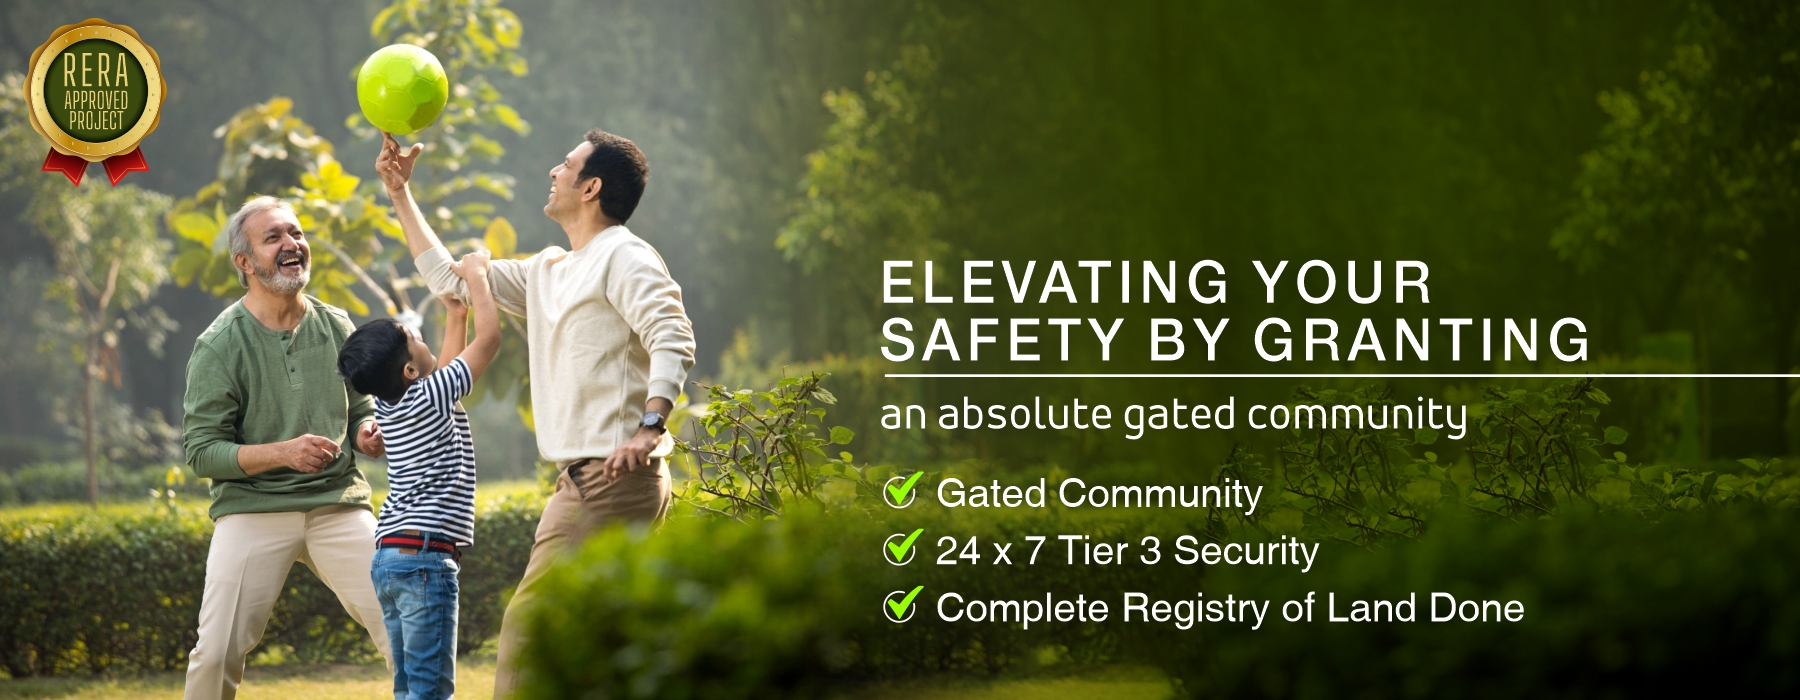 RERA
APPROVED
PROJECT
ELEVATING YOUR
SAFETY BY GRANTING
an absolute gated community
Gated Community
24 x 7 Tier 3 Security
Complete Registry of Land Done